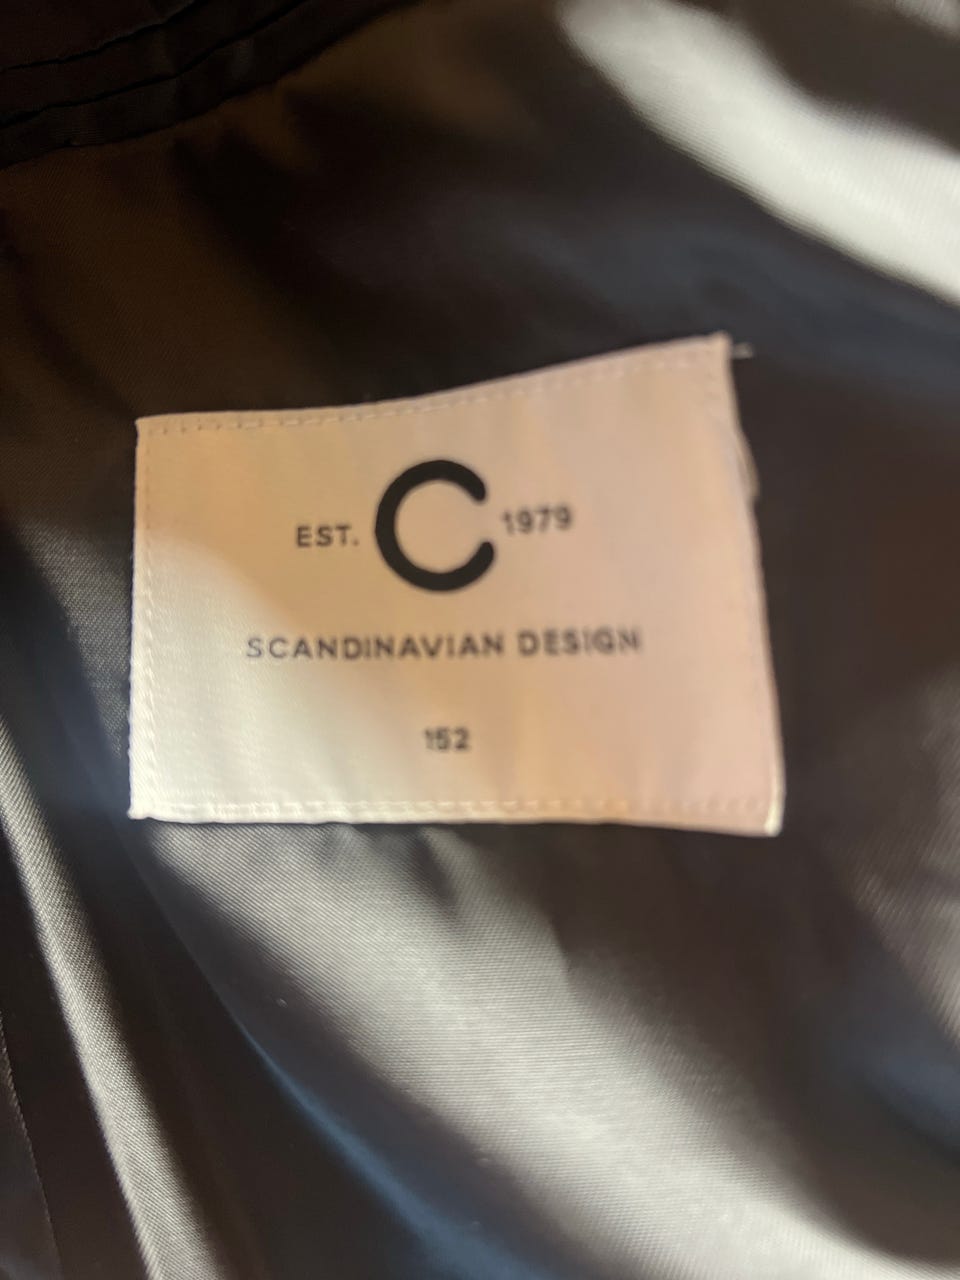 EST. C 1979
SCANDINAVIAN DESIGN
152